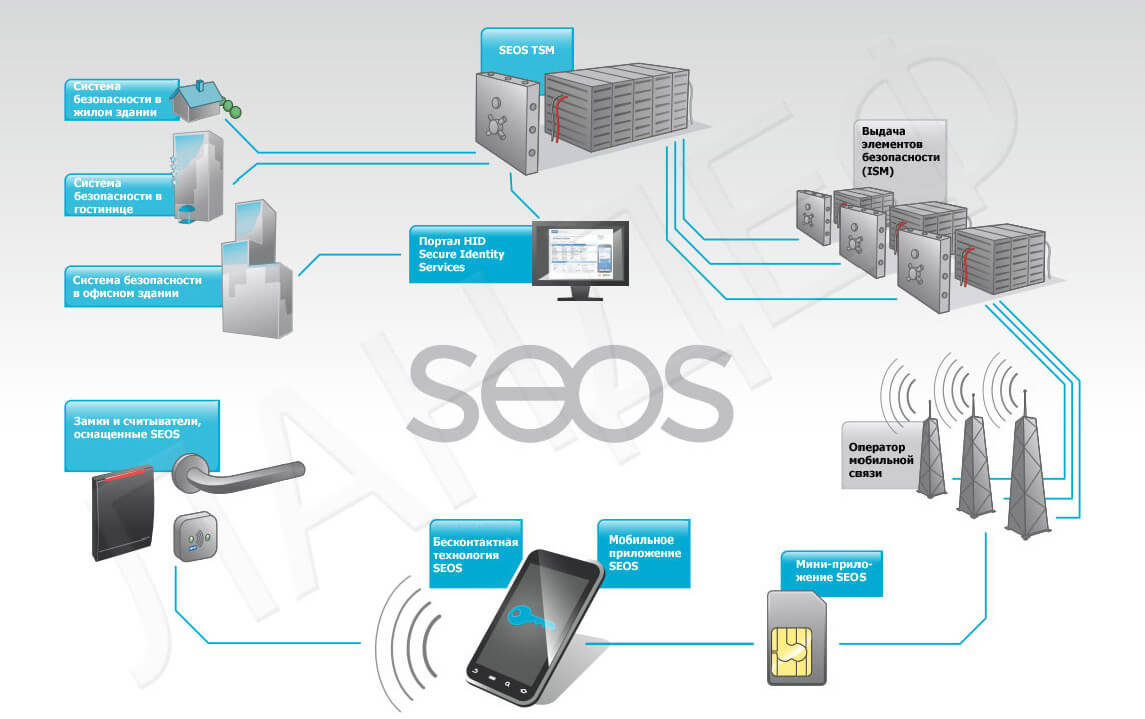 SEOS TSM
Система
безопасности в
жилом здании
Выдача
элементов
безопасности
(ISM)
Система
безопасности в
гостинице
Портал HID
Secure Identity
Services
Система безопасности
в офисном здании
seos
Замки и считыватели,
оснащенные SEOS
Оператор
мобильной
связи
Бесконтактная
технология
SEOS
Мобильное
приложение
SEOS
Мини-прило-
жение SEOS